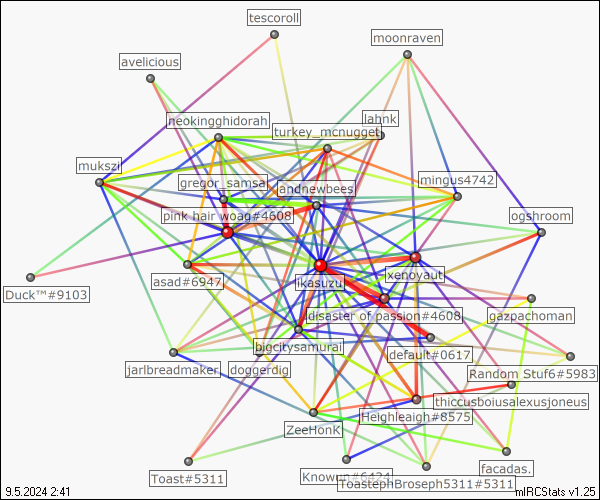 tescoroll
moonraven
avelicious
neokingghidorah
lahnk
turkey_mcnugget
mukszi
gregor_samsa
mingus4742
andnewbees
pink hair woag#4608
ogshroom
xenoyaut
asad#6947
ikasuzu
Duck™#9103
disaster of passion#4608
gazpachoman
bigcitysamurai
default#0617
jarlbreadmaker
doggerdig
Random Stuf6#5983
thiccusboiusalexusjoneus
Heighleaigh#8575
ZeeHonk
Toast#5311
Known#6424
facadas.
ToastephBroseph5311#5311
9.5.2024 2:41
mIRCStats v1.25